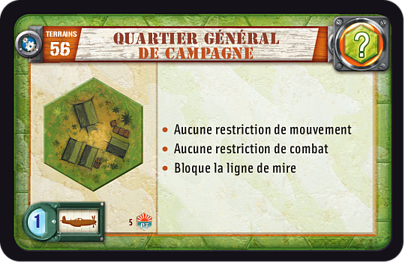 TERRAINS
56
QUARTIER GÉNÉRAL
DE CAMPAGNE
?
• Aucune restriction de mouvement
• Aucune restriction de combat
• Bloque la ligne de mire
1
5